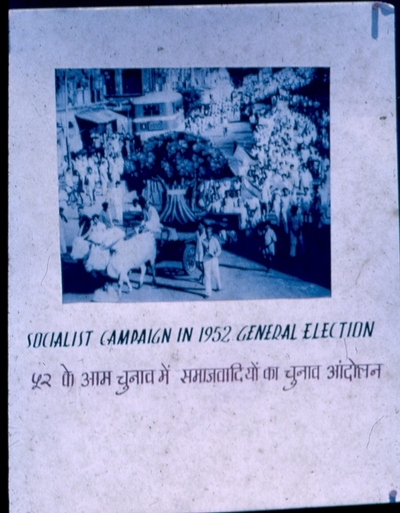 SOCIALIST CAMPAIGN IN 1952 GENERAL ELECTION
५२ के आम चुनाव में समाजवादियों का चुनाव आंदोलन